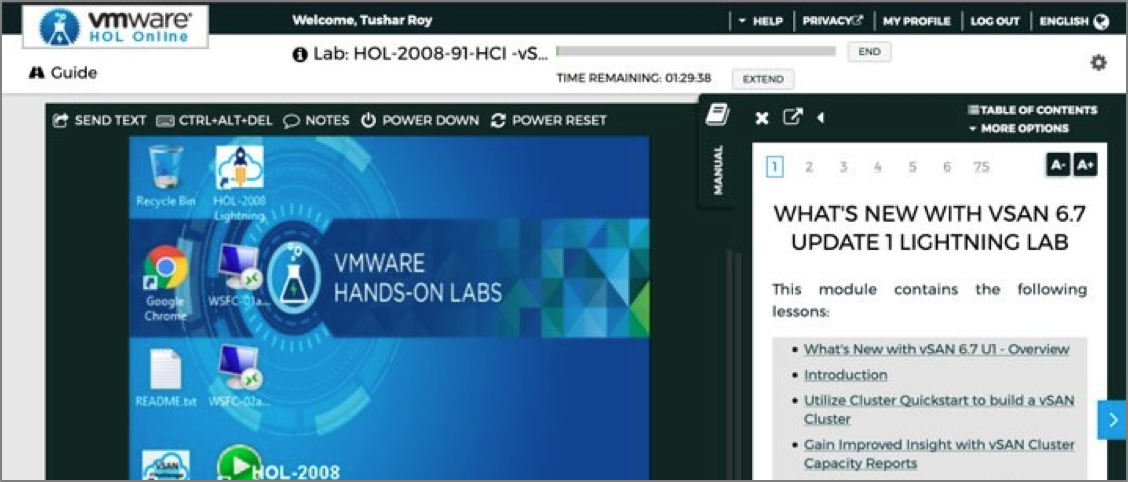 vmware®
HOL Online
Welcome, Tushar Roy
HELP
PRIVACY
MY PROFILE
LOG OUT
ENGLISH
Guide
Lab: HOL-2008-91-HCI -vS...
END
TIME REMAINING: 01:29:38
EXTEND
SEND TEXT
CTRL+ALT+DEL
NOTES
POWER DOWN
POWER RESET
Recycle Bin
HOL-2008
Lightning
Google
Chrome
WSFC-01a...
README.txt
WSFC-02a...
VSAN
HOL-2008
VMWARE
HANDS-ON LABS
MANUAL
TABLE OF CONTENTS
MORE OPTIONS
1 2 3 4 5 6 75
A- A+
WHAT'S NEW WITH VSAN 6.7
UPDATE 1 LIGHTNING LAB
This module contains the following
lessons:
• What's New with vSAN 6.7 U1 - Overview
• Introduction
• Utilize Cluster Quickstart to build a vSAN
Cluster
• Gain Improved Insight with vSAN Cluster
Capacity Reports